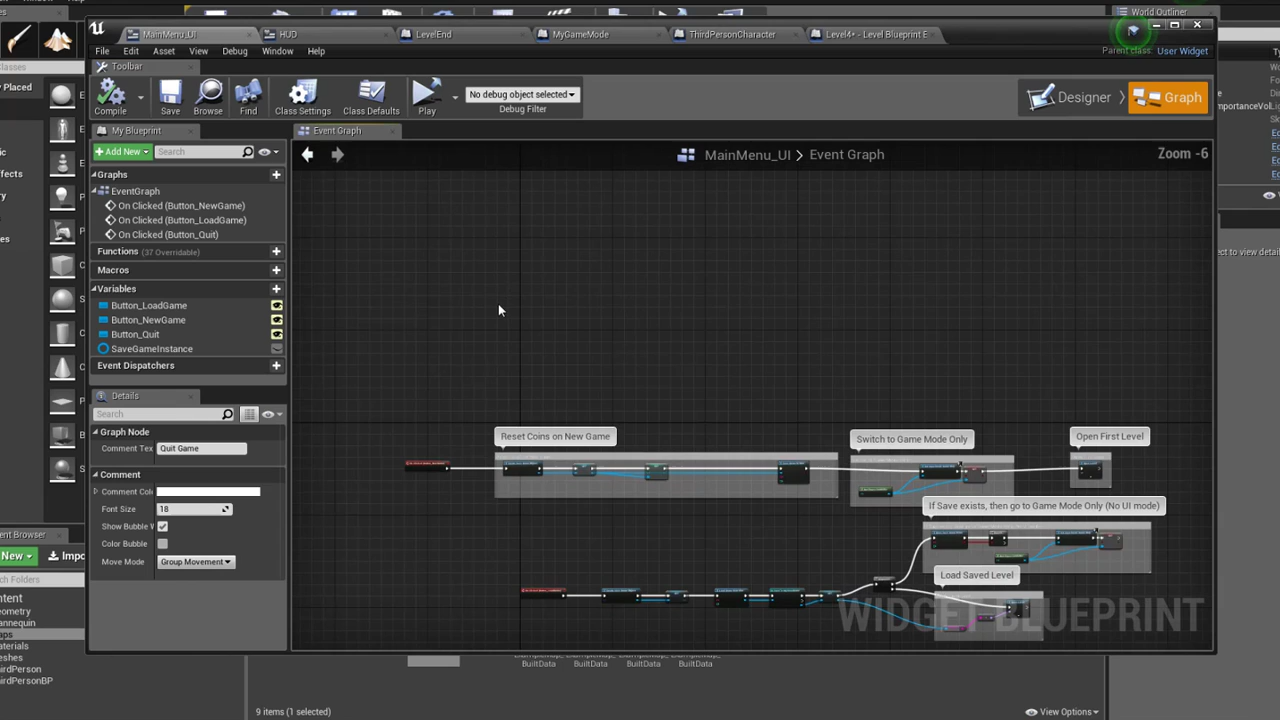 World Outliner
MainMenu_UI
HUD
LevelEnd
MyGameMode
ThirdPersonCharacter
Level4* - Level Blueprint E
File
Edit
Asset
View
Debug
Window
Help
Parent class: User Widget
Classes
Toolbar
Compile
Save
Browse
Find
Class Settings
Class Defaults
Play
No debug object selected
Debug Filter
Designer
Graph
My Blueprint
Add New
Search
Event Graph
MainMenu_UI > Event Graph
Zoom -6
Graphs
EventGraph
On Clicked (Button_NewGame)
On Clicked (Button_LoadGame)
On Clicked (Button_Quit)
Functions (37 Overridable)
Macros
Variables
Button_LoadGame
Button_NewGame
Button_Quit
SaveGameInstance
Event Dispatchers
Details
Search
Graph Node
Comment Tex
Quit Game
Comment
Comment Col
Font Size
18
Show Bubble W
Color Bubble
Move Mode
Group Movement
Reset Coins on New Game
Switch to Game Mode Only
Open First Level
If Save exists, then go to Game Mode Only (No UI mode)
Load Saved Level
WIDGET BLUEPRINT
BuiltData
BuiltData
BuiltData
BuiltData
9 items (1 selected)
View Options